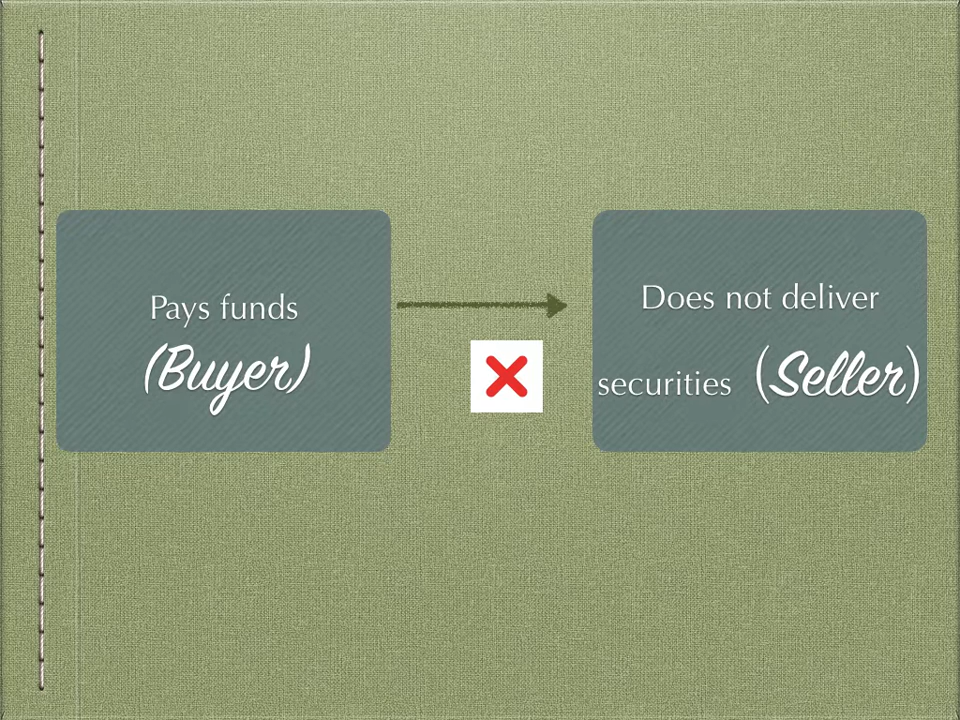 Pays funds
(Buyer)
Does not deliver
securities (Seller)